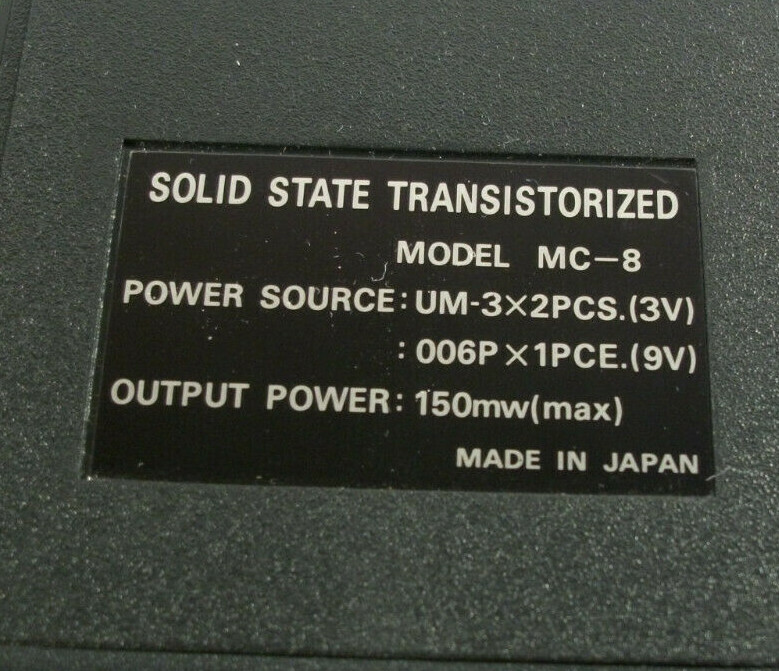 SOLID STATE TRANSISTORIZED
MODEL MC-8
POWER SOURCE: UM-3×2PCS.(3V)
: 006P×1PCE.(9V)
OUTPUT POWER: 150mw(max)
MADE IN JAPAN